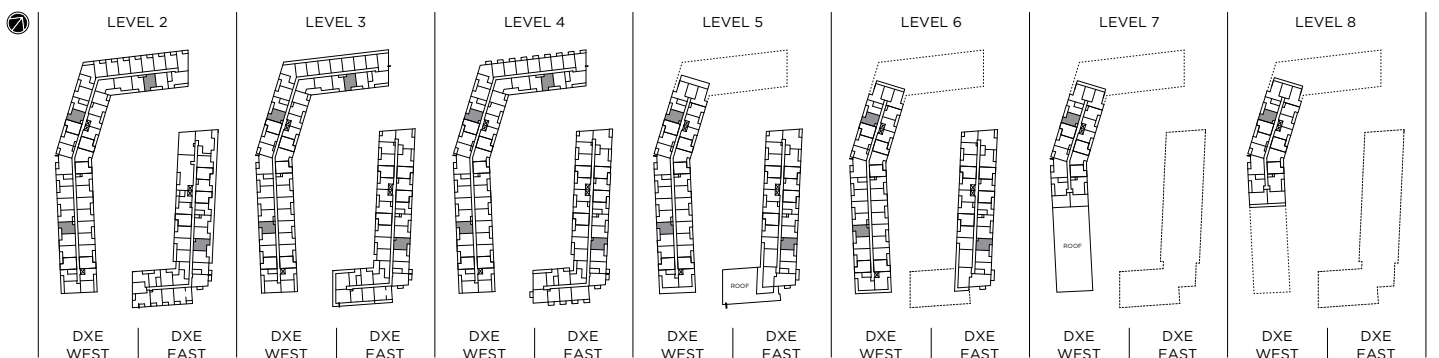 LEVEL 2
LEVEL 3
LEVEL 4
LEVEL 5
LEVEL 6
LEVEL 7
LEVEL 8
ROOF
ROOF
DXE
WEST
DXE
EAST
DXE
WEST
DXE
EAST
DXE
WEST
DXE
EAST
DXE
WEST
DXE
EAST
DXE
WEST
DXE
EAST
DXE
WEST
DXE
EAST
DXE
WEST
DXE
EAST